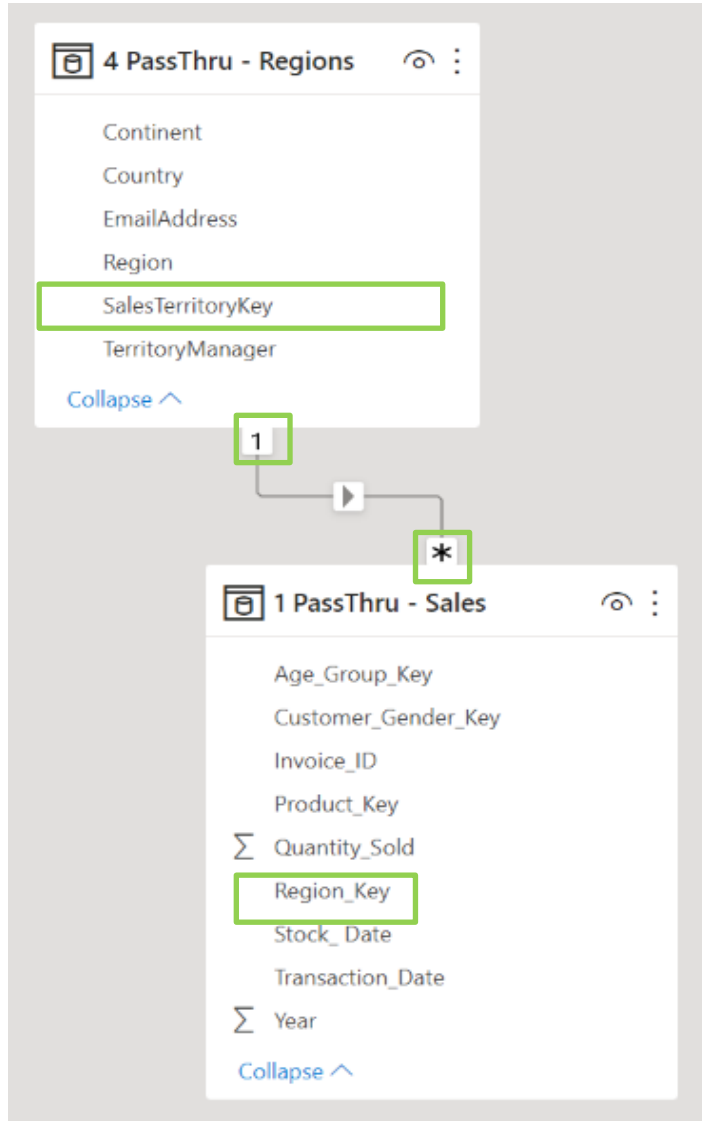 4 PassThru - Regions
Continent
Country
EmailAddress
Region
SalesTerritoryKey
TerritoryManager
Collapse
1
*
1 PassThru - Sales
Age_Group_Key
Customer_Gender_Key
Invoice_ID
Product_Key
∑ Quantity_Sold
Region_Key
Stock_ Date
Transaction_Date
∑ Year
Collapse